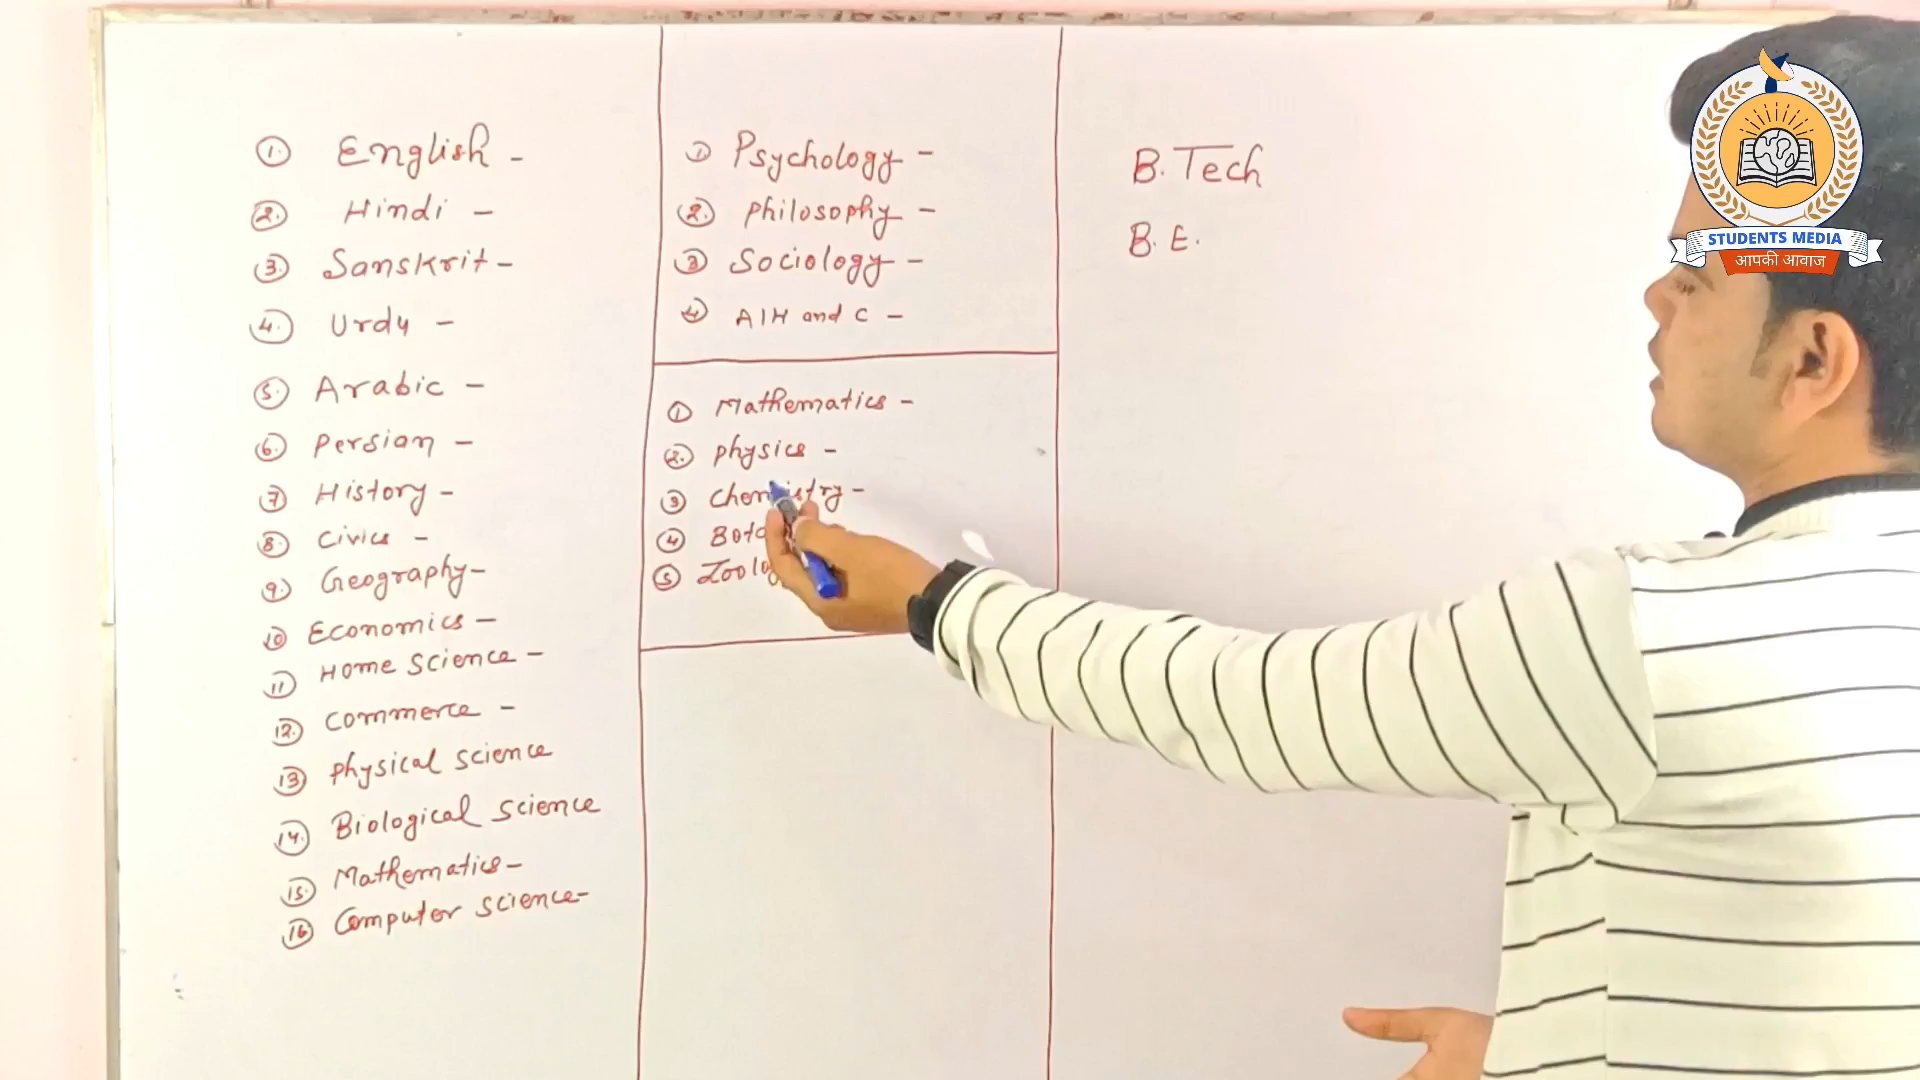 ① English -
② Hindi -
③ Sanskrit -
④ Urdu -
⑤ Arabic -
⑥ Persian -
⑦ History -
⑧ Civics -
⑨ Geography -
⑩ Economics -
⑪ Home Science -
⑫ Commerce -
⑬ Physical Science
⑭ Biological Science
⑮ Mathematics -
⑯ Computer Science -
① Psychology -
② Philosophy -
③ Sociology -
④ AIH and C -
① Mathematics -
② Physics -
③ Chemistry -
④
⑤
B. Tech
B. E.
STUDENTS MEDIA
आपकी आवाज